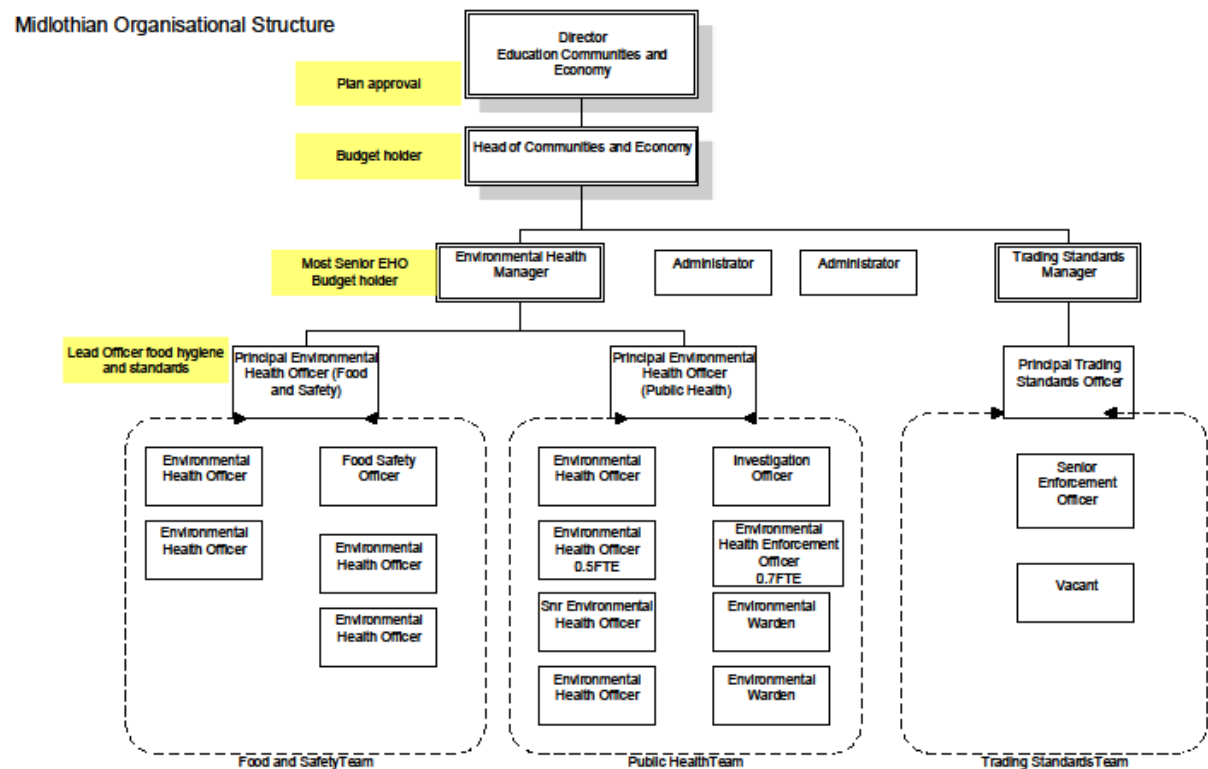 Midlothian Organisational Structure
Director
Education Communities and
Economy
Plan approval
Head of Communities and Economy
Budget holder
Most Senior EHO
Budget holder
Environmental Health
Manager
Administrator
Administrator
Trading Standards
Manager
Lead Officer food hygiene
and standards
Principal Environmental
Health Officer (Food
and Safety)
Principal Environmental
Health Officer
(Public Health)
Principal Trading
Standards Officer
Environmental
Health Officer
Food Safety
Officer
Environmental
Health Officer
Environmental
Health Officer
Environmental
Health Officer
Food and SafetyTeam
Environmental
Health Officer
Investigation
Officer
Environmental
Health Officer
0.5FTE
Environmental
Health Enforcement
Officer
0.7FTE
Snr Environmental
Health Officer
Environmental
Warden
Environmental
Health Officer
Environmental
Warden
Public HealthTeam
Senior
Enforcement
Officer
Vacant
Trading StandardsTeam